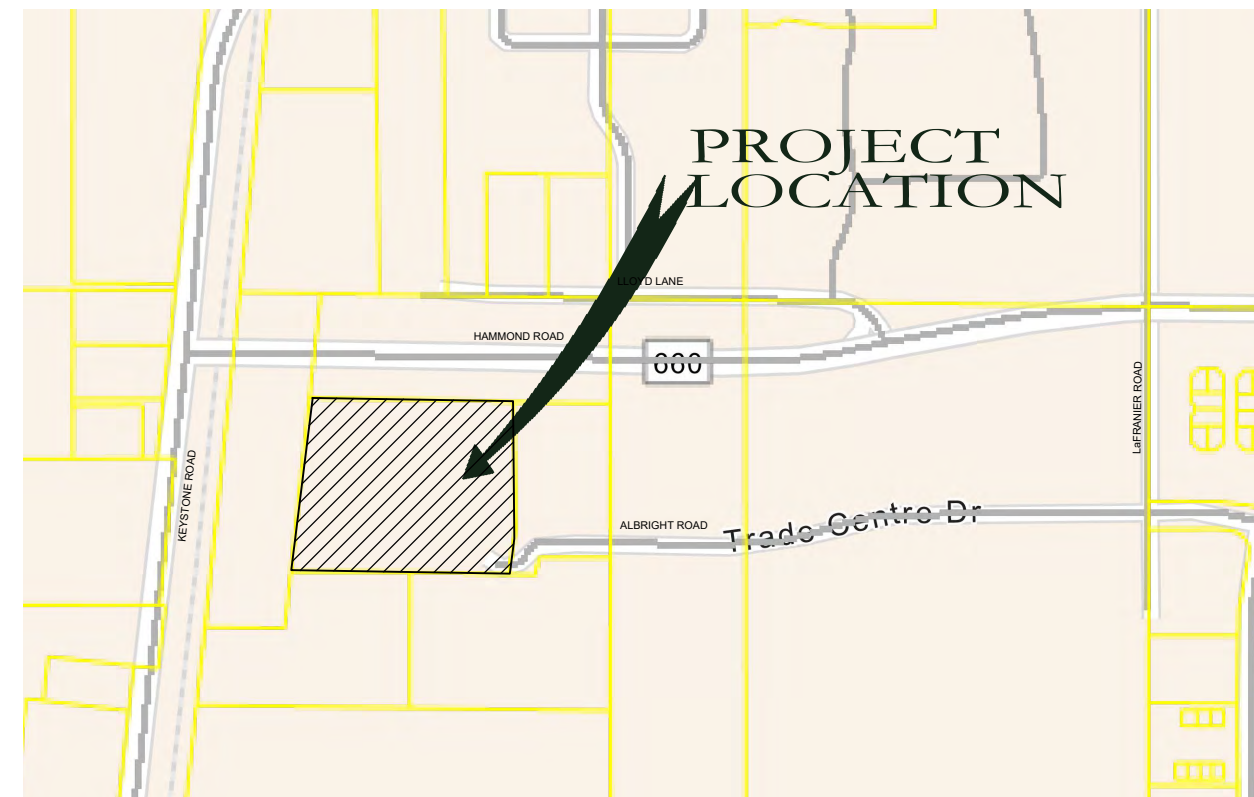 PROJECT
LOCATION
LLOYD LANE
HAMMOND ROAD
660
LaFRANIER ROAD
KEYSTONE ROAD
ALBRIGHT ROAD
Trade Centre Dr